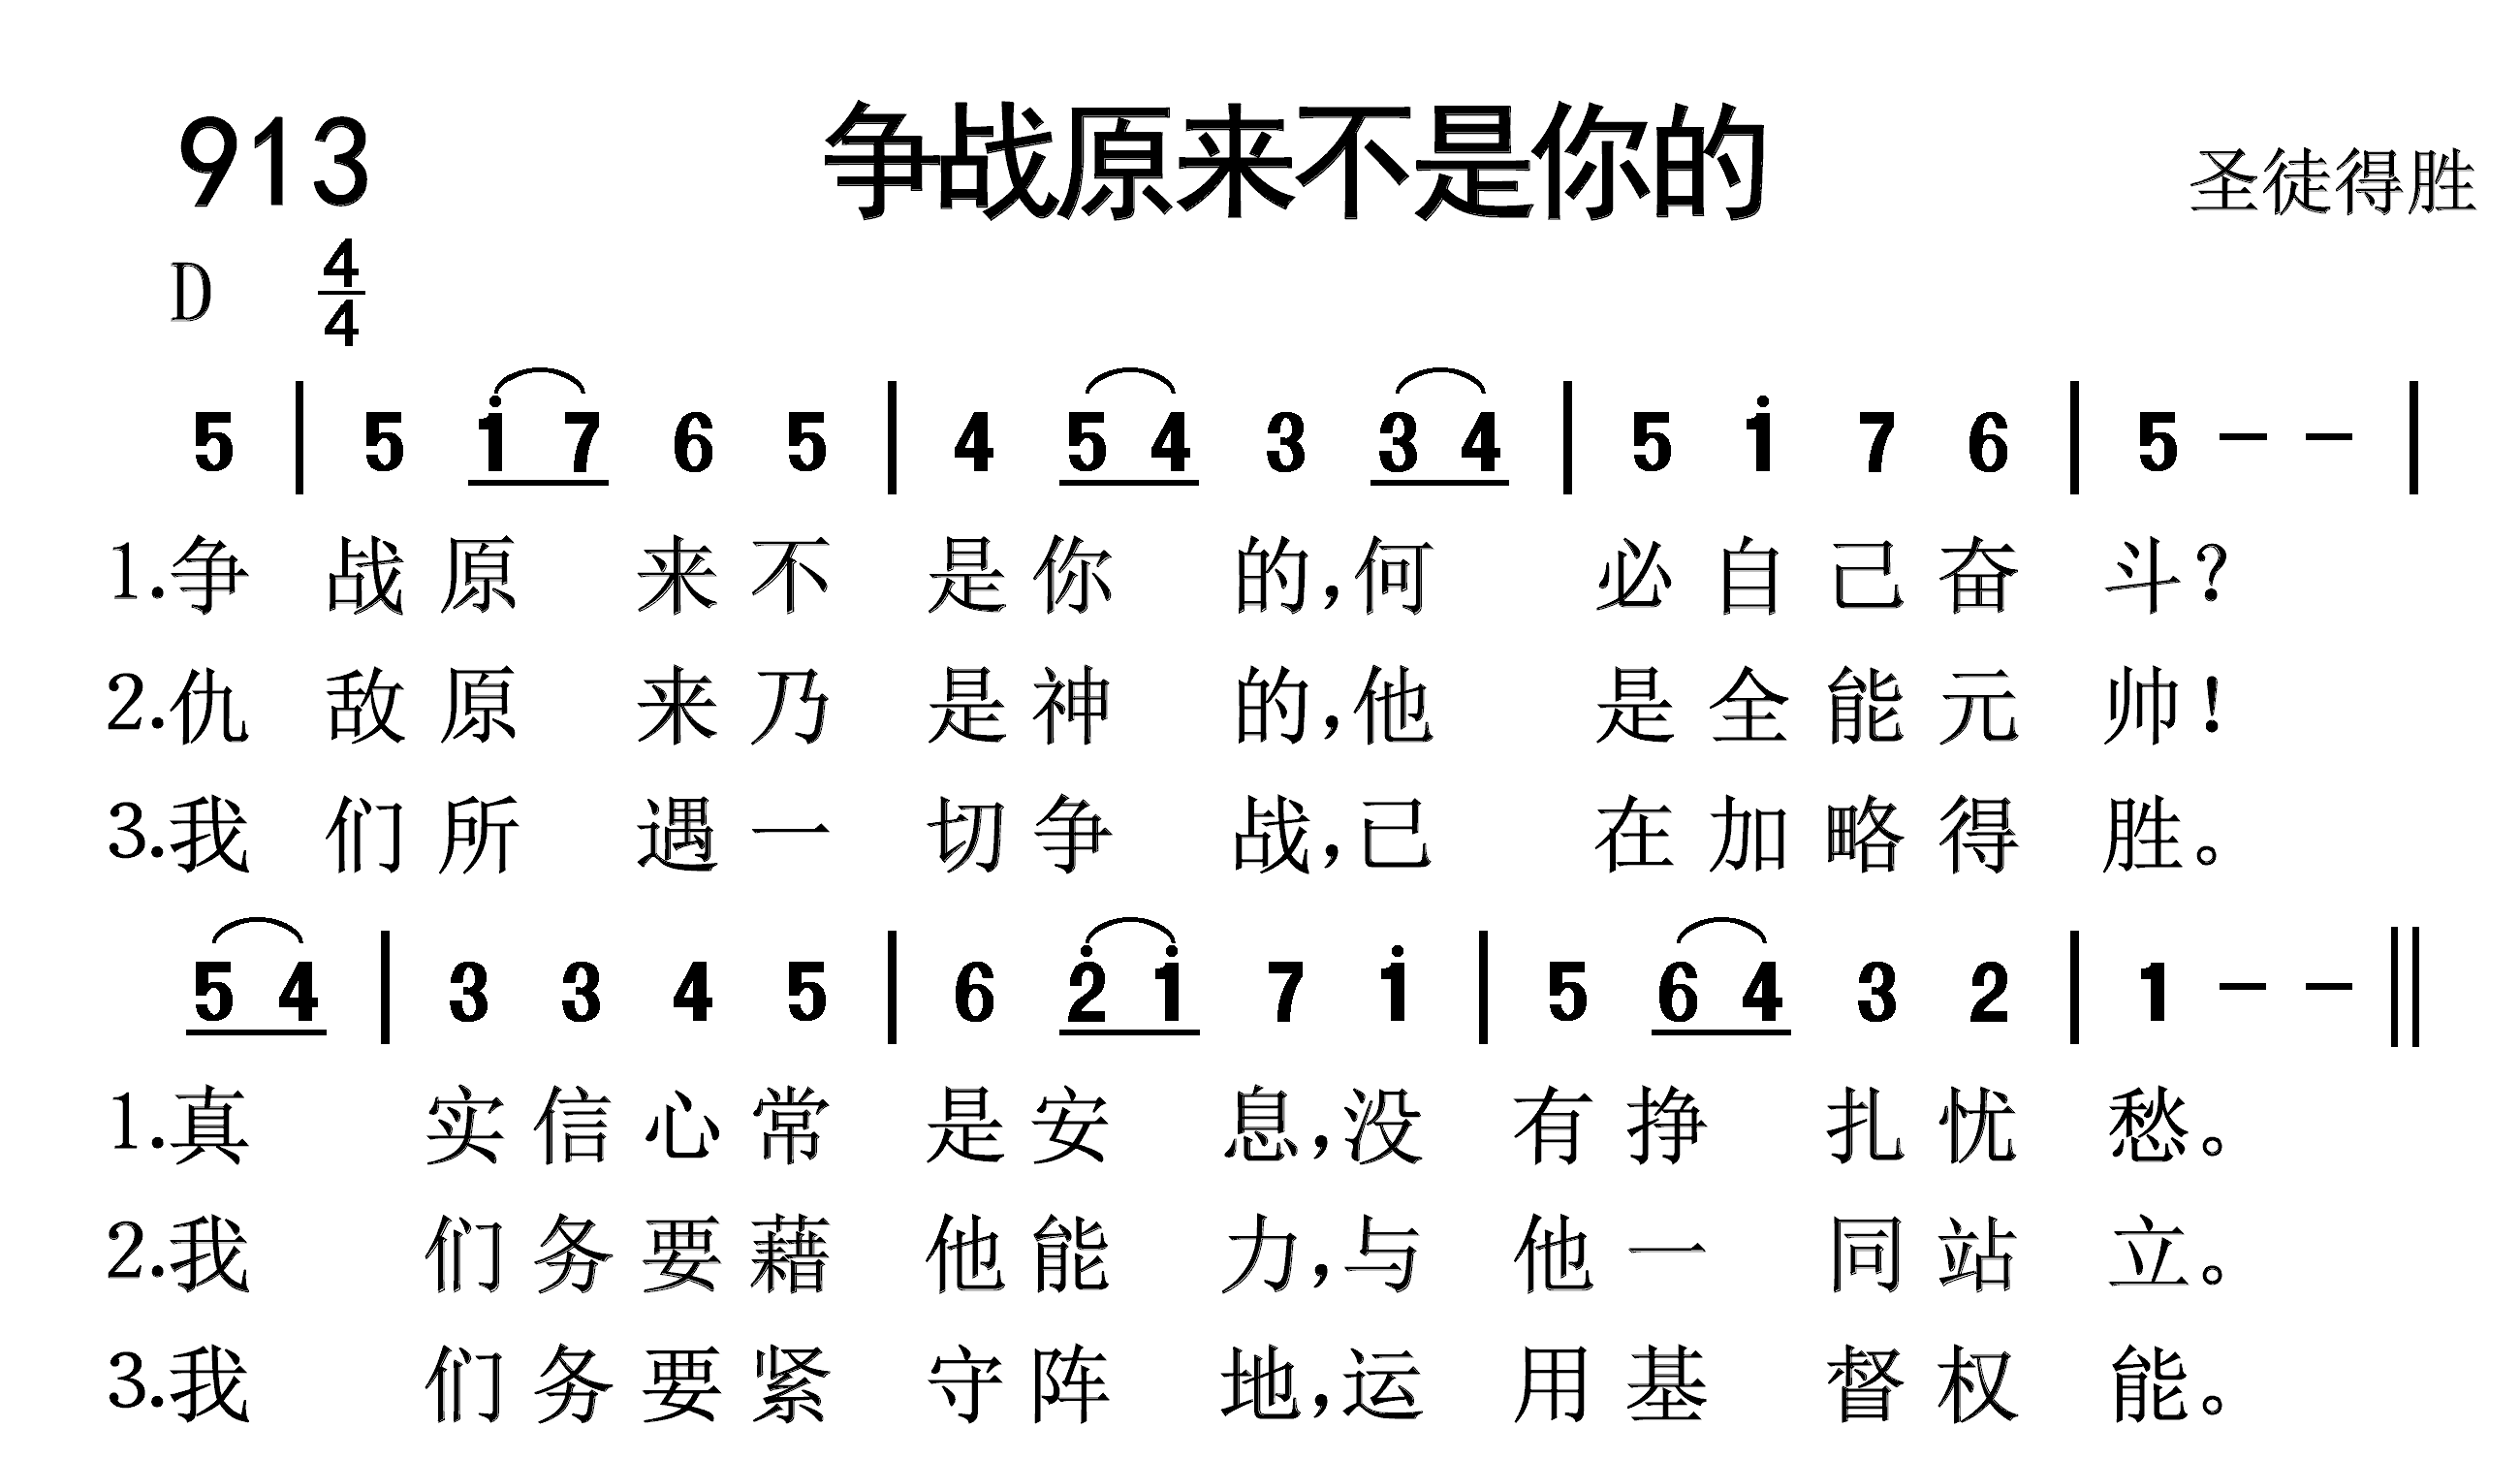 913 争战原来不是你的 圣徒得胜
D 4/4
5 | 5 i 7 6 5 | 4 5 4 3 3 4 | 5 i 7 6 | 5 – – |
1.争战原来不是你的,何必自己奋斗?
2.仇敌原来乃是神的,他是全能元帅!
3.我们所遇一切争战,已在加略得胜。
5 4 | 3 3 4 5 | 6 2̇ i 7 i | 5 6 4 3 2 | 1 – – ‖
1.真实信心常是安息,没有挣扎忧愁。
2.我们务要藉他能力,与他一同站立。
3.我们务要紧守阵地,运用基督权能。